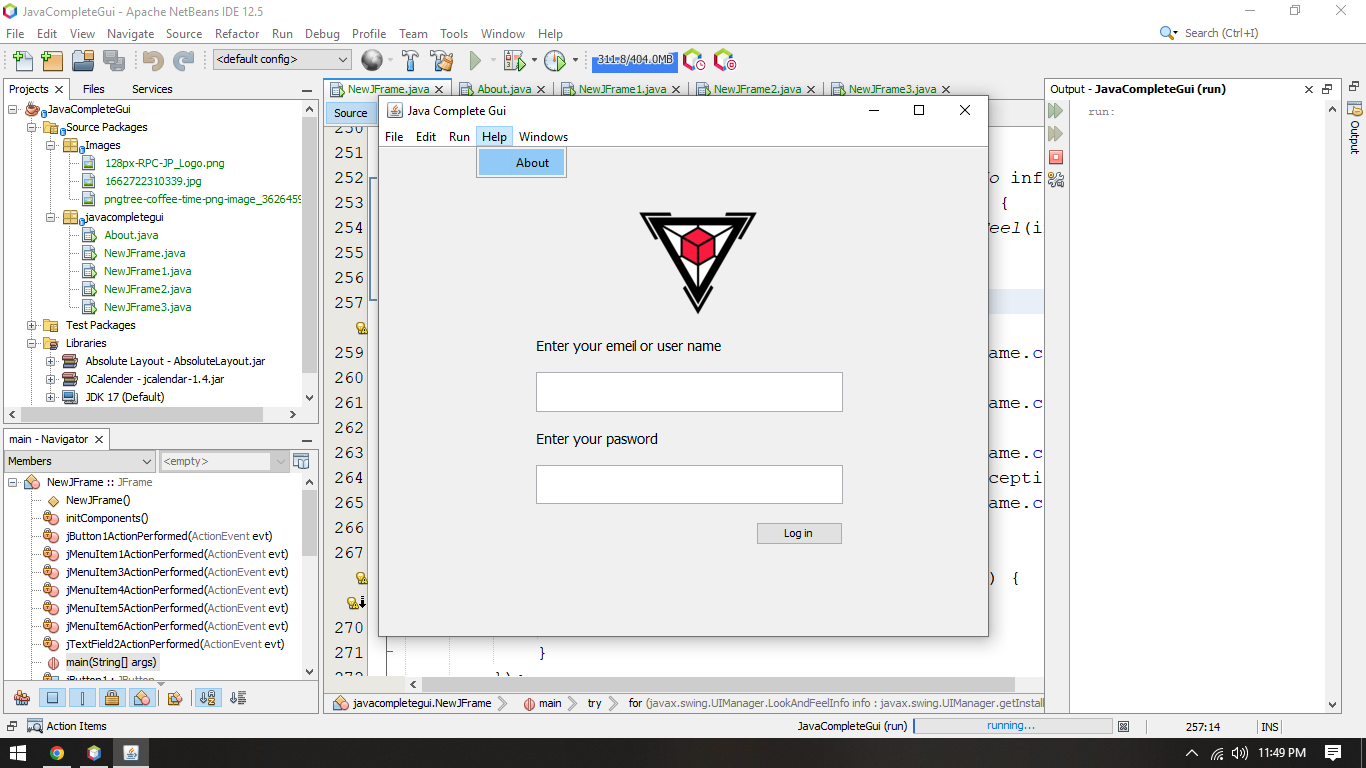 JavaCompleteGui - Apache NetBeans IDE 12.5
File Edit View Navigate Source Refactor Run Debug Profile Team Tools Window Help
Search (Ctrl+I)
<default config>
311.8/404.0MB
Projects Files Services
JavaCompleteGui
Source Packages
Images
128px-RPC-JP_Logo.png
1662722310339.jpg
pngtree-coffee-time-png-image_3626459
javacompletegui
About.java
NewJFrame.java
NewJFrame1.java
NewJFrame2.java
NewJFrame3.java
Test Packages
Libraries
Absolute Layout - AbsoluteLayout.jar
JCalender - jcalendar-1.4.jar
JDK 17 (Default)
main - Navigator
Members
<empty>
NewJFrame :: JFrame
NewJFrame()
initComponents()
jButton1ActionPerformed(ActionEvent evt)
jMenuItem1ActionPerformed(ActionEvent evt)
jMenuItem3ActionPerformed(ActionEvent evt)
jMenuItem4ActionPerformed(ActionEvent evt)
jMenuItem5ActionPerformed(ActionEvent evt)
jMenuItem6ActionPerformed(ActionEvent evt)
jTextField2ActionPerformed(ActionEvent evt)
main(String[] args)
jButton1 : JButton
NewJFrame.java About.java NewJFrame1.java NewJFrame2.java NewJFrame3.java
Source
Java Complete Gui
File Edit Run Help Windows
About
Enter your emeil or user name
Enter your pasword
Log in
250
251
252 fo inf
253 {
254 Feel(i
255
256
257
259 ame.c
260
261 ame.c
262
263 ame.c
264 cepti
265 ame.c
266
267
) {
270
271 }
272 });
javacompletegui.NewJFrame main try for (javax.swing.UIManager.LookAndFeelInfo info : javax.swing.UIManager.getInstall
Output - JavaCompleteGui (run)
run:
Output
Action Items
JavaCompleteGui (run)
running...
257:14
INS
11:49 PM